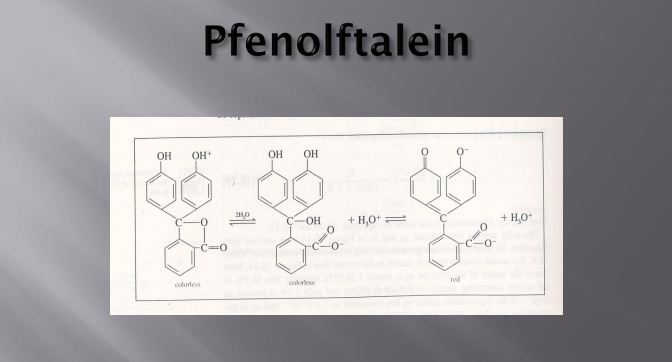 Pfenolftalein
OH OH+ OH OH O O-
C O 2H2O C OH + H3O+ C + H3O+
C O C O O- C O O-
colorless colorless red